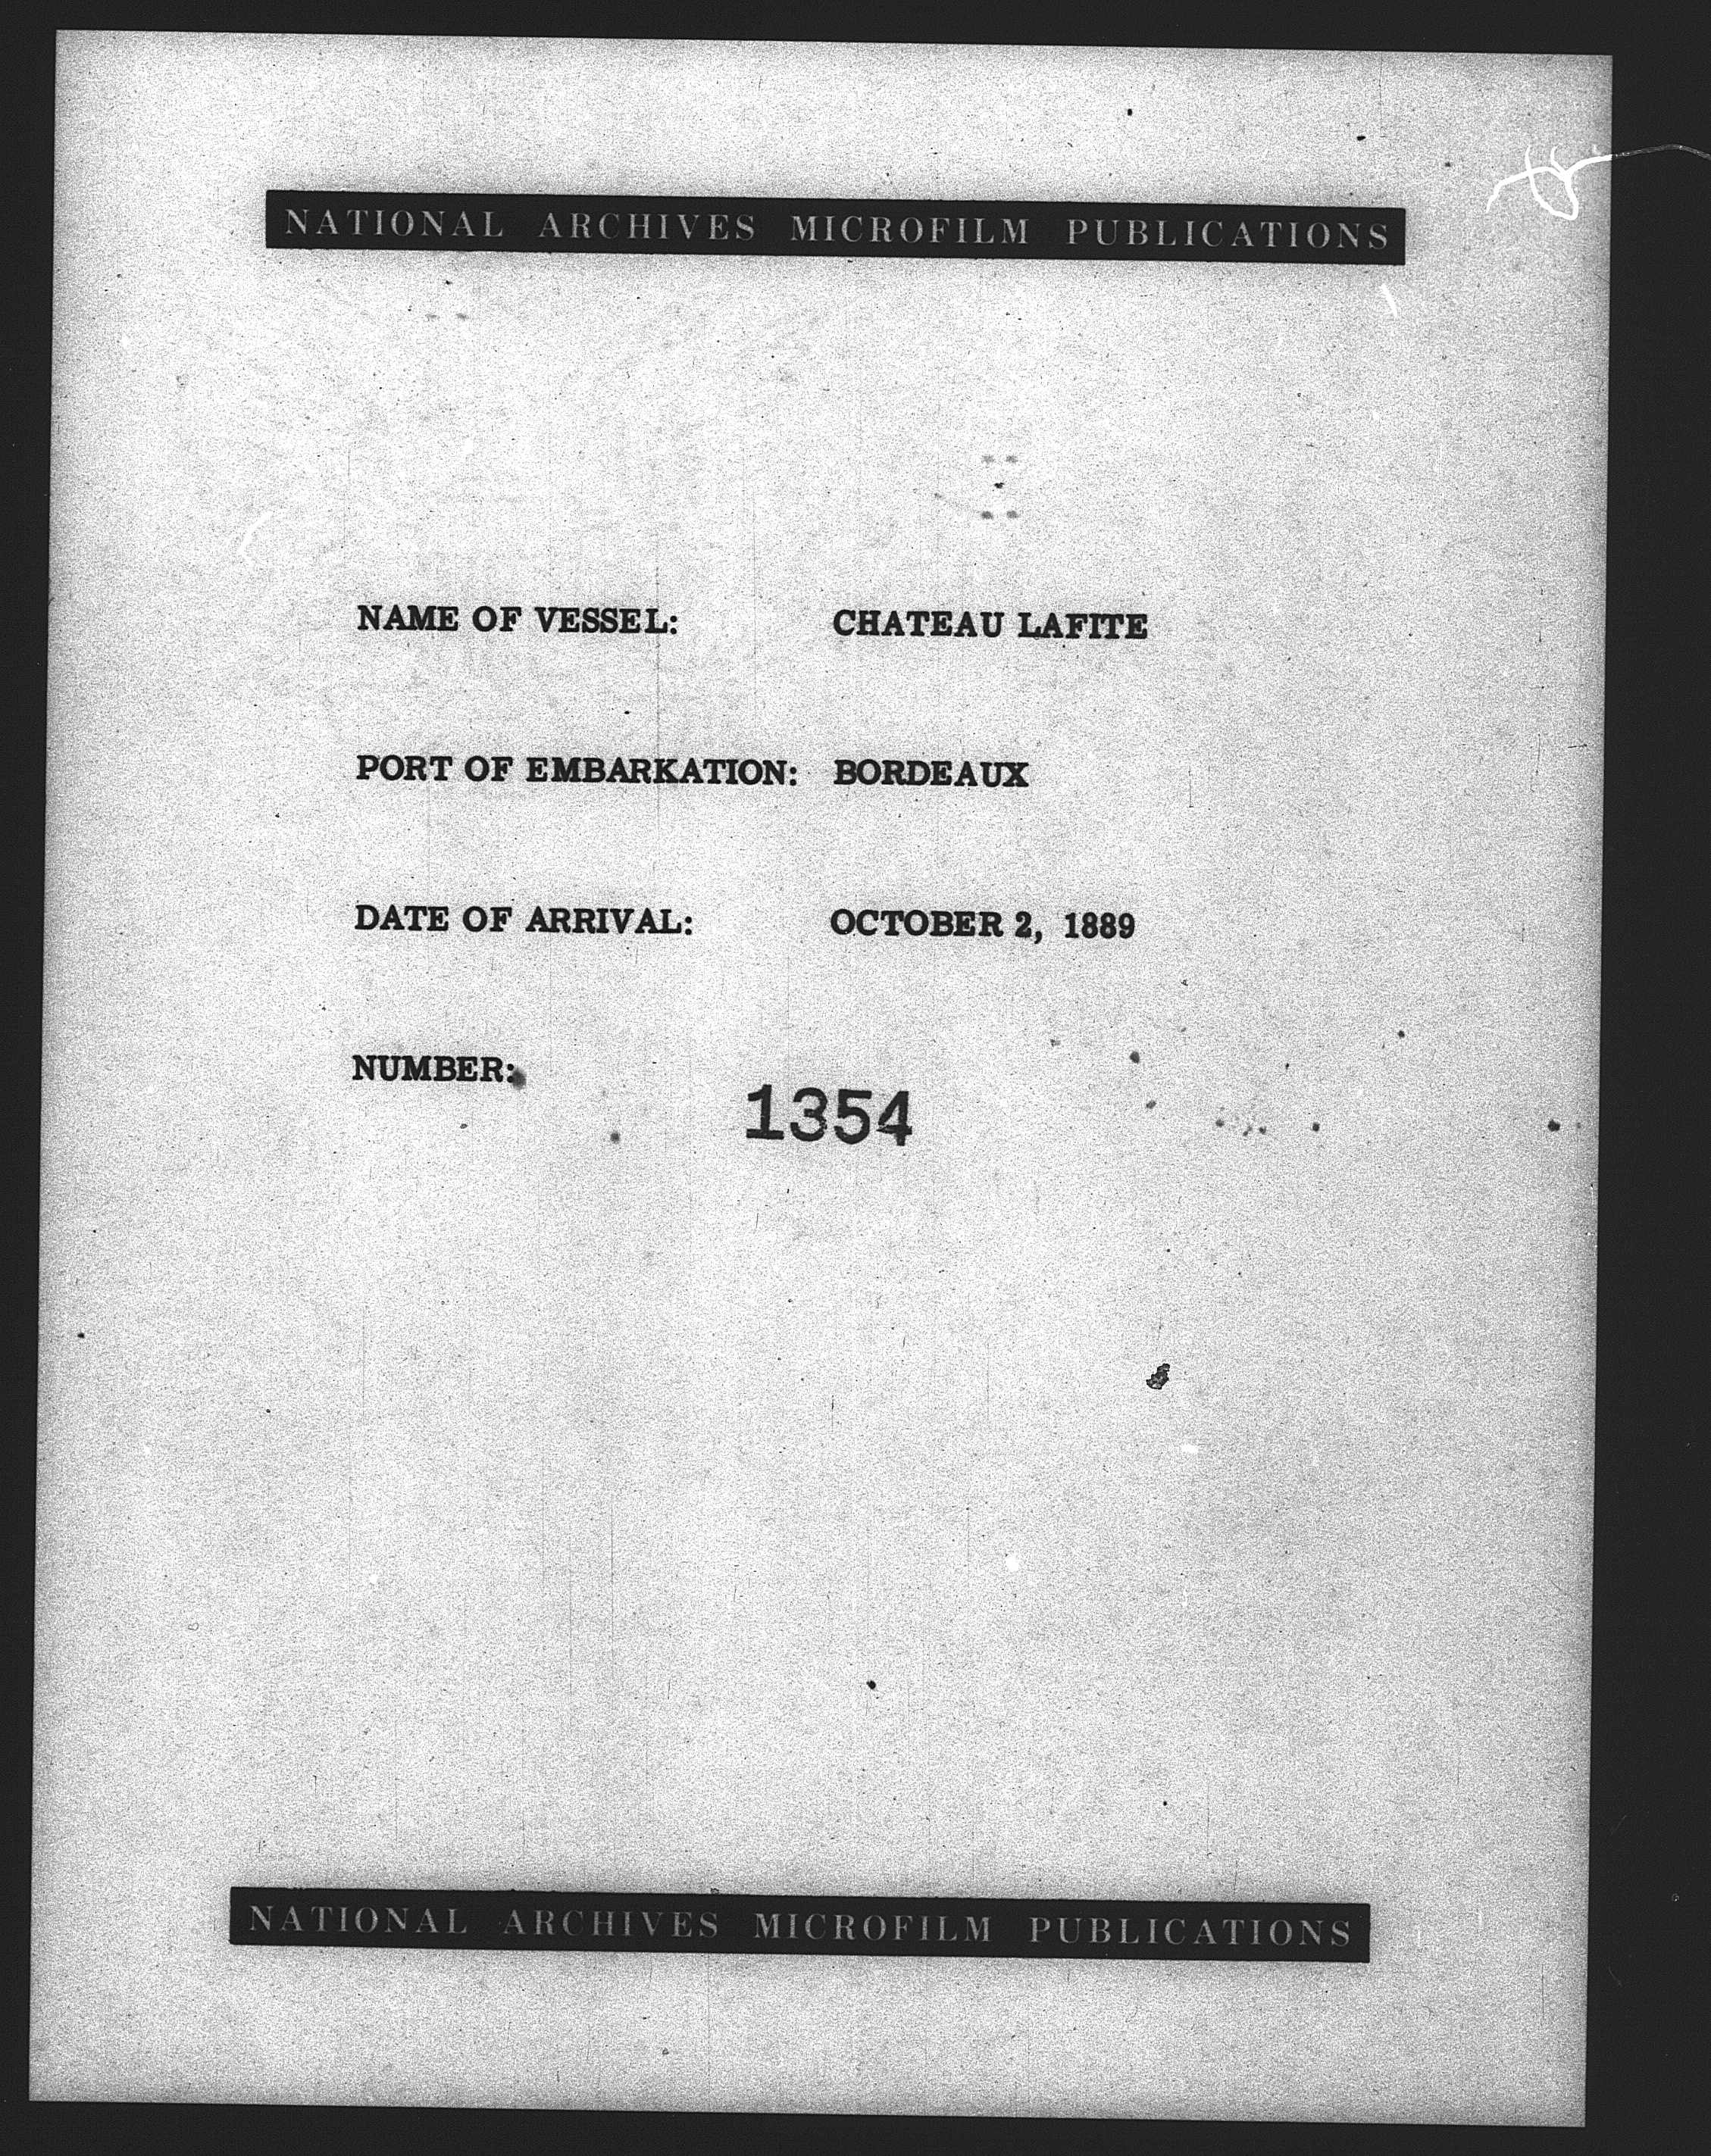 NATIONAL ARCHIVES MICROFILM PUBLICATIONS
NAME OF VESSEL: CHATEAU LAFITE
PORT OF EMBARKATION: BORDEAUX
DATE OF ARRIVAL: OCTOBER 2, 1889
NUMBER: 1354
NATIONAL ARCHIVES MICROFILM PUBLICATIONS